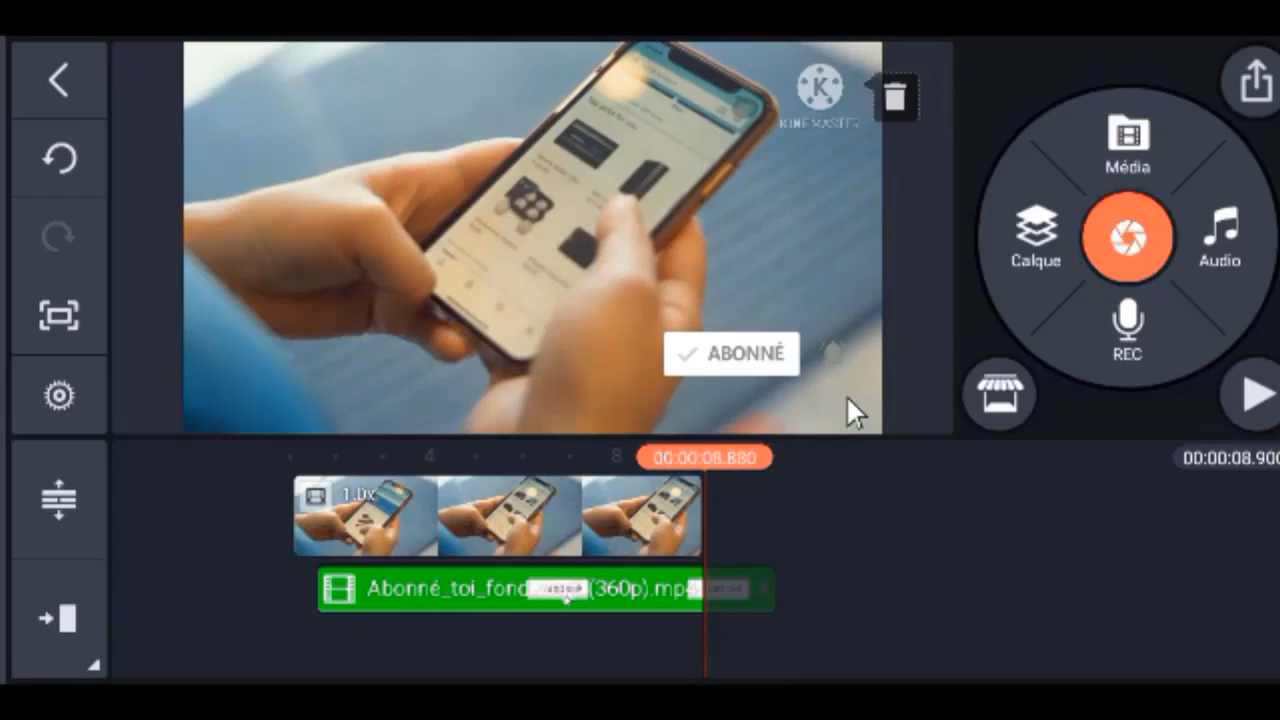 KINEMASTER
Média
Calque
Audio
REC
ABONNÉ
4
8
00:00:08.880
00:00:08.900
1.0x
Abonné_toi_fond (360p).mp4